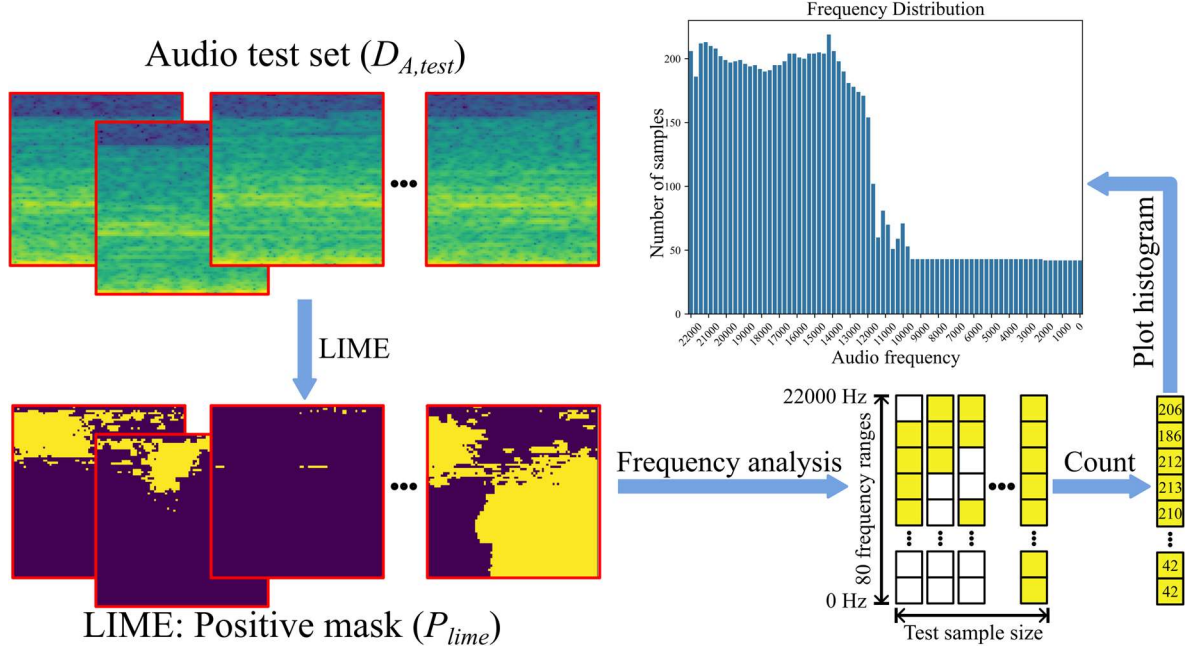 Audio test set (D_A,test)
LIME
LIME: Positive mask (P_lime)
Frequency Distribution
Number of samples
200
150
100
50
0
22000
21000
20000
19000
18000
17000
16000
15000
14000
13000
12000
11000
10000
9000
8000
7000
6000
5000
4000
3000
2000
1000
0
Audio frequency
Plot histogram
Frequency analysis
22000 Hz
80 frequency ranges
0 Hz
Test sample size
Count
206
186
212
213
210
42
42